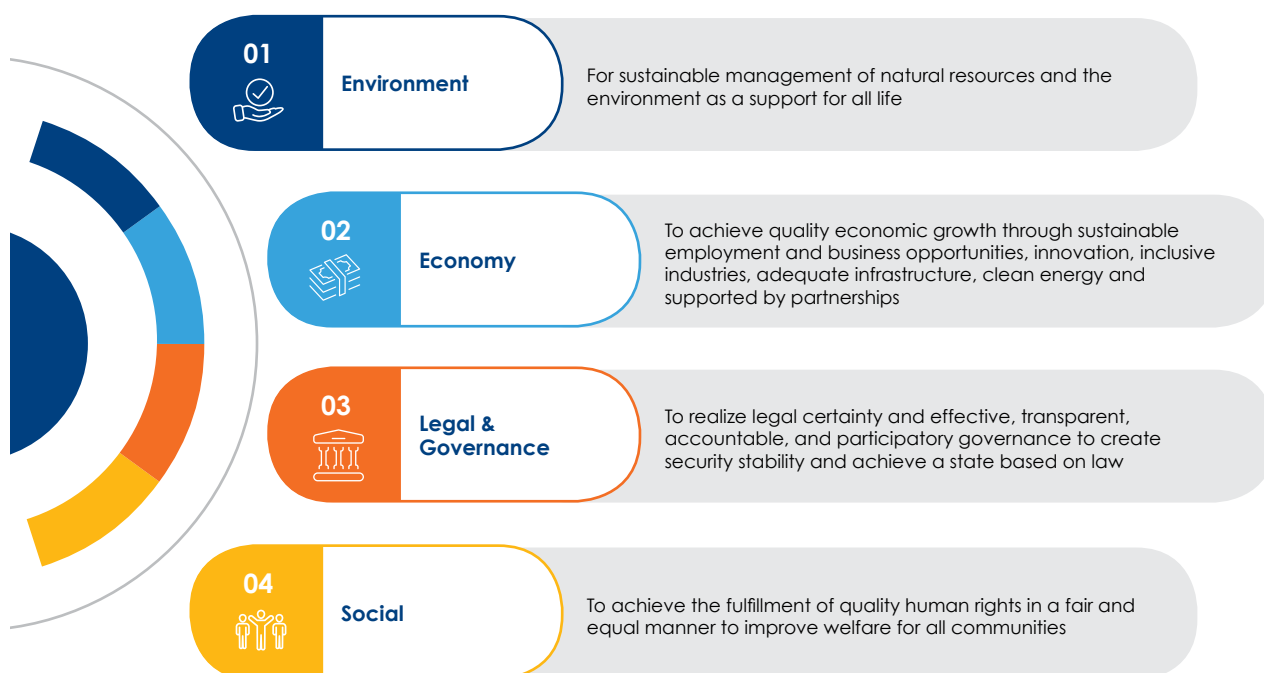 01
Environment
For sustainable management of natural resources and the
environment as a support for all life
02
Economy
To achieve quality economic growth through sustainable
employment and business opportunities, innovation, inclusive
industries, adequate infrastructure, clean energy and
supported by partnerships
03
Legal &
Governance
To realize legal certainty and effective, transparent,
accountable, and participatory governance to create
security stability and achieve a state based on law
04
Social
To achieve the fulfillment of quality human rights in a fair and
equal manner to improve welfare for all communities